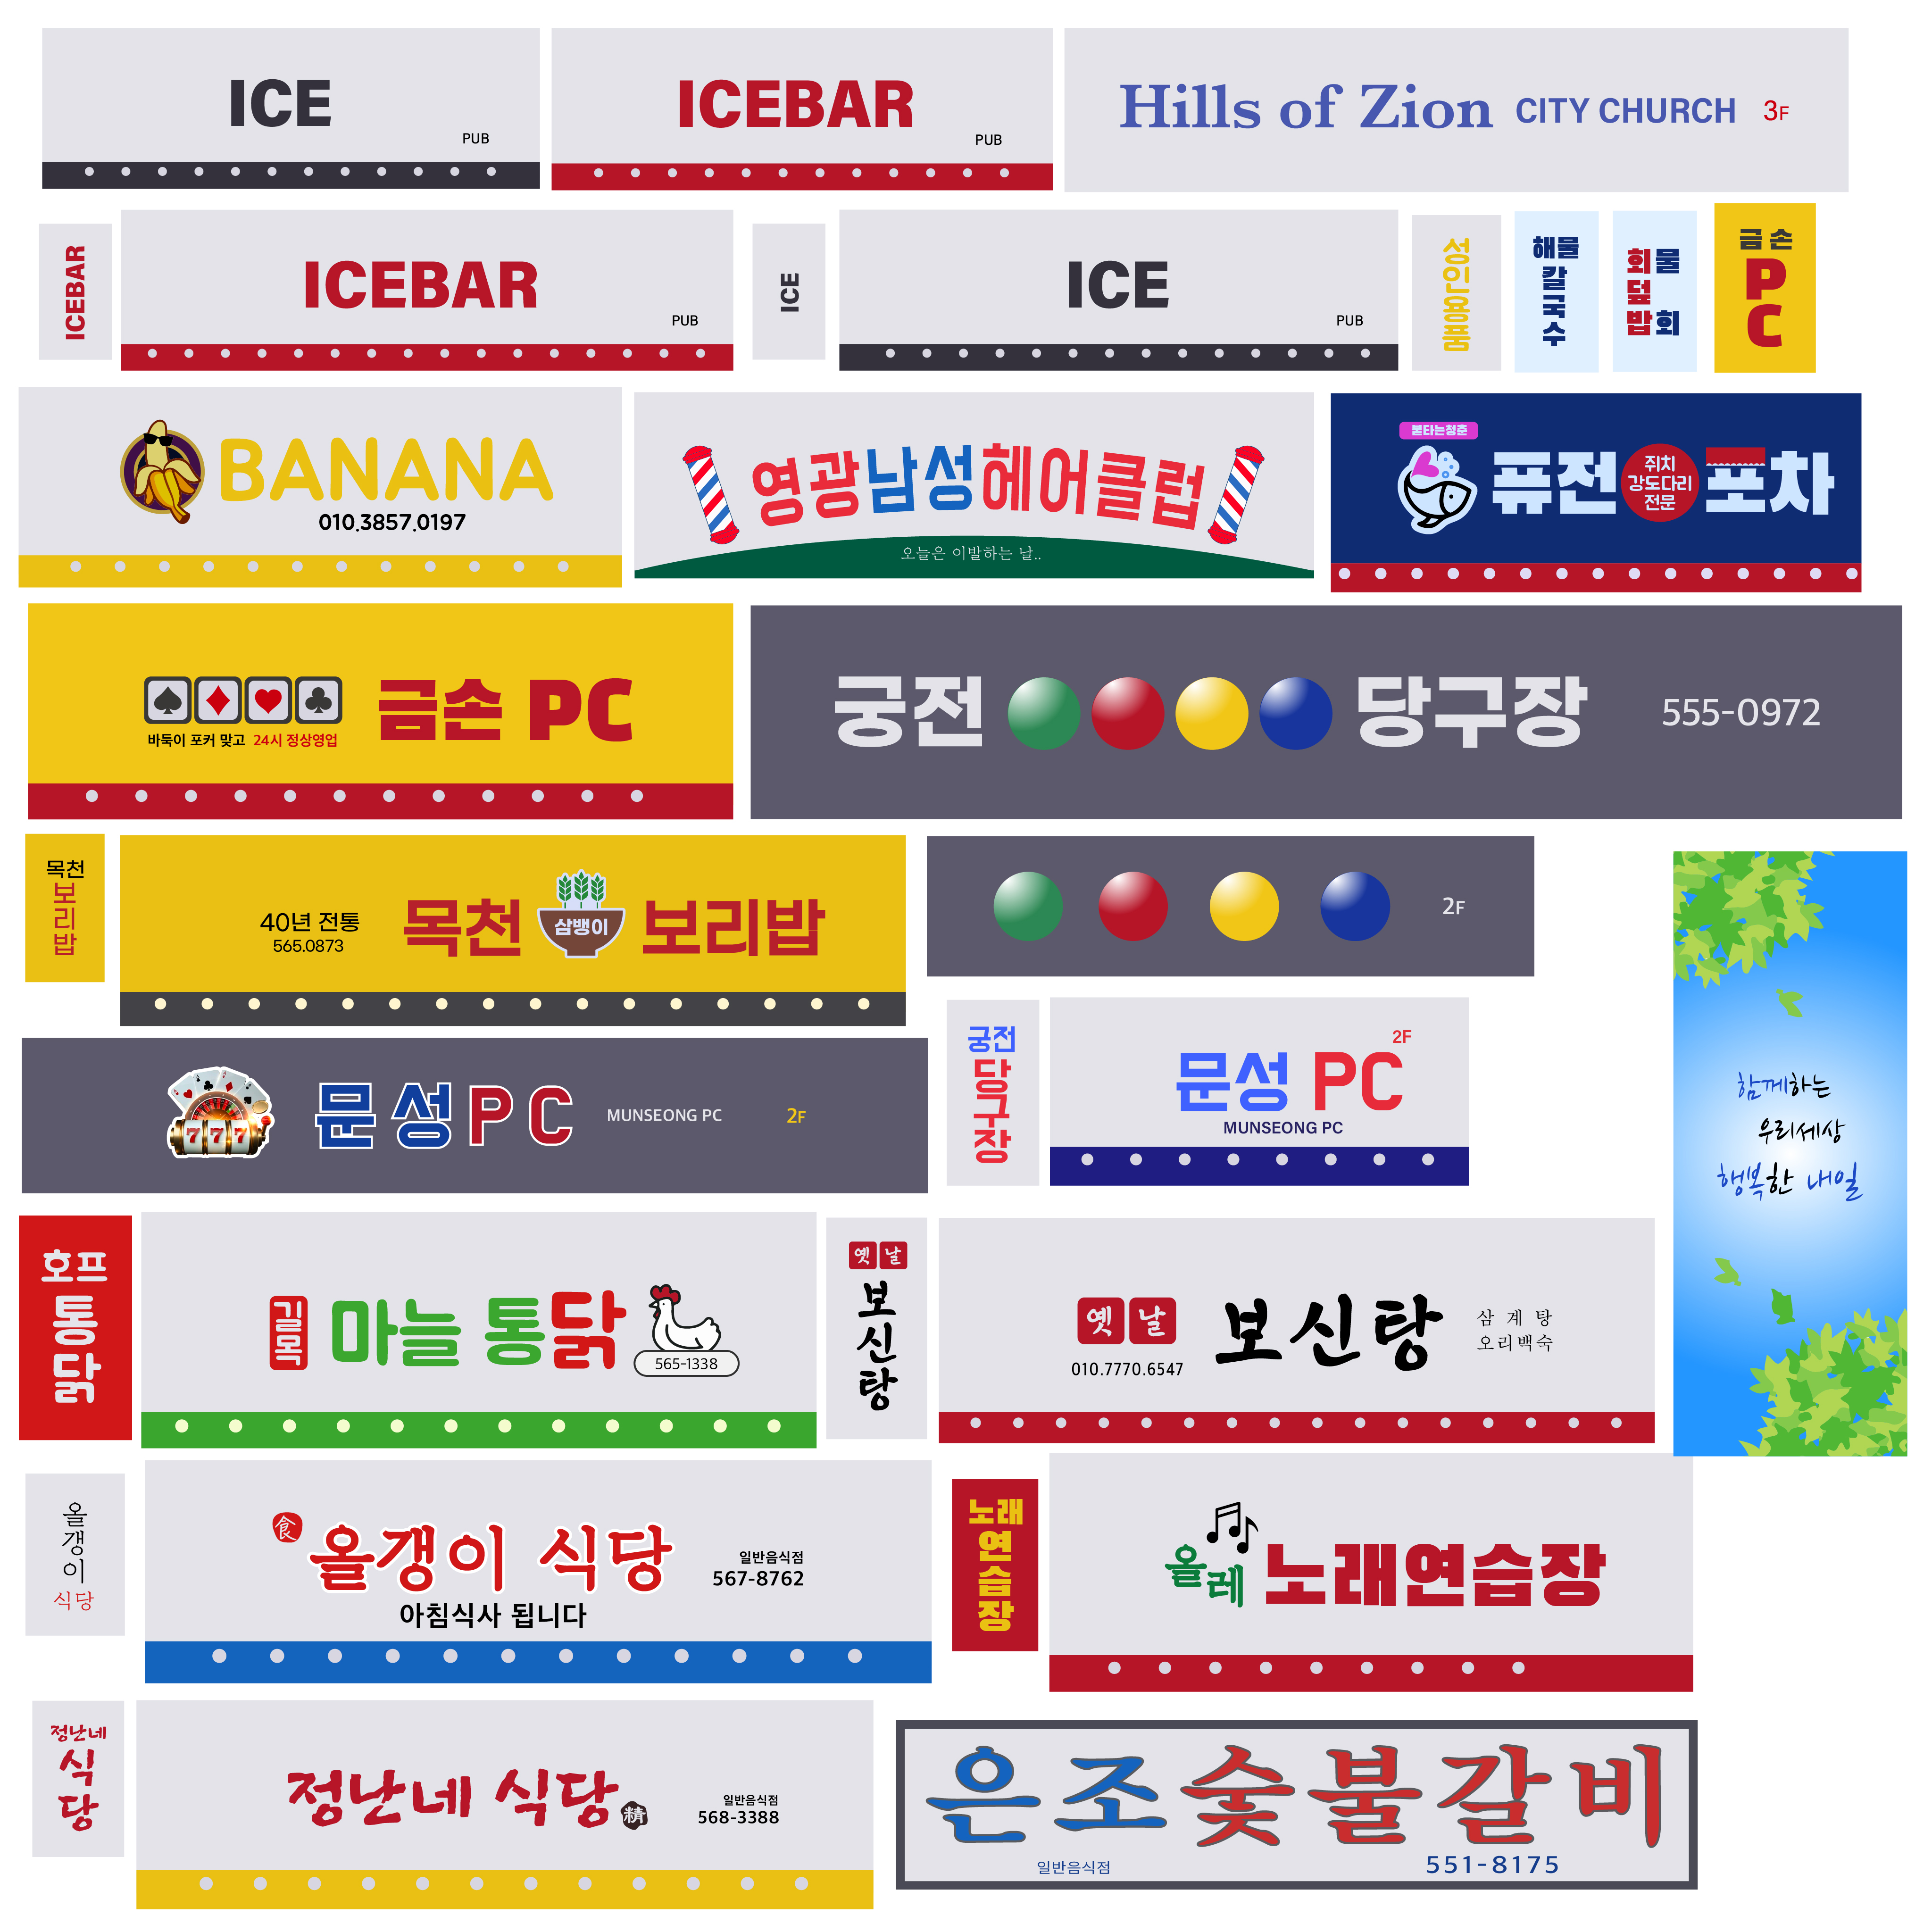 ICE
PUB
ICEBAR
PUB
Hills of Zion CITY CHURCH 3F
ICEBAR
ICEBAR
PUB
ICE
ICE
PUB
성인용품
해물
칼국수
회덮밥
물회
금손
PC
BANANA
010.3857.0197
영광남성헤어클럽
오늘은 이발하는 날..
불타는청춘
퓨전
쥐치
강도다리
전문
포차
바둑이 포커 맞고 24시 정상영업
금손 PC
궁전 당구장 555-0972
목천
보리밥
40년 전통
565.0873
목천 삼뱅이 보리밥
2F
문성PC MUNSEONG PC 2F
궁전
당구장
2F
문성 PC
MUNSEONG PC
함께하는
우리세상
행복한 내일
호프
통닭
길목 마늘 통닭
565-1338
옛날
보신탕
옛날
010.7770.6547
보신탕
삼계탕
오리백숙
올갱이
식당
食
올갱이 식당
아침식사 됩니다
일반음식점
567-8762
노래
연습장
올레 노래연습장
정난네
식당
정난네 식당 精
일반음식점
568-3388
은조숯불갈비
일반음식점 551-8175